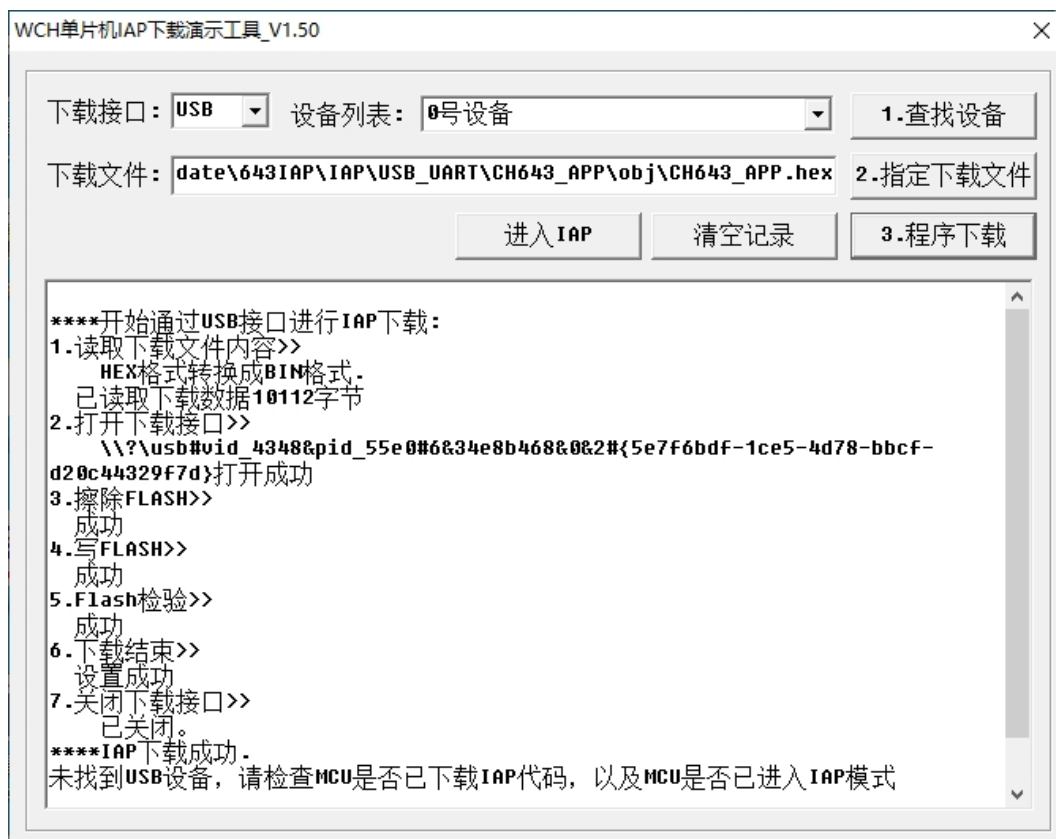 WCH单片机IAP下载演示工具_V1.50
下载接口: USB 设备列表: 0号设备 1.查找设备
下载文件: date\643IAP\IAP\USB_UART\CH643_APP\obj\CH643_APP.hex 2.指定下载文件
进入IAP 清空记录 3.程序下载
****开始通过USB接口进行IAP下载:
1.读取下载文件内容>>
HEX格式转换成BIN格式.
已读取下载数据10112字节
2.打开下载接口>>
\\?\usb#vid_4348&pid_55e0#6&34e8b468&0&2#{5e7f6bdf-1ce5-4d78-bbcf-
d20c44329f7d}打开成功
3.擦除FLASH>>
成功
4.写FLASH>>
成功
5.Flash检验>>
成功
6.下载结束>>
设置成功
7.关闭下载接口>>
已关闭。
****IAP下载成功.
未找到USB设备，请检查MCU是否已下载IAP代码，以及MCU是否已进入IAP模式